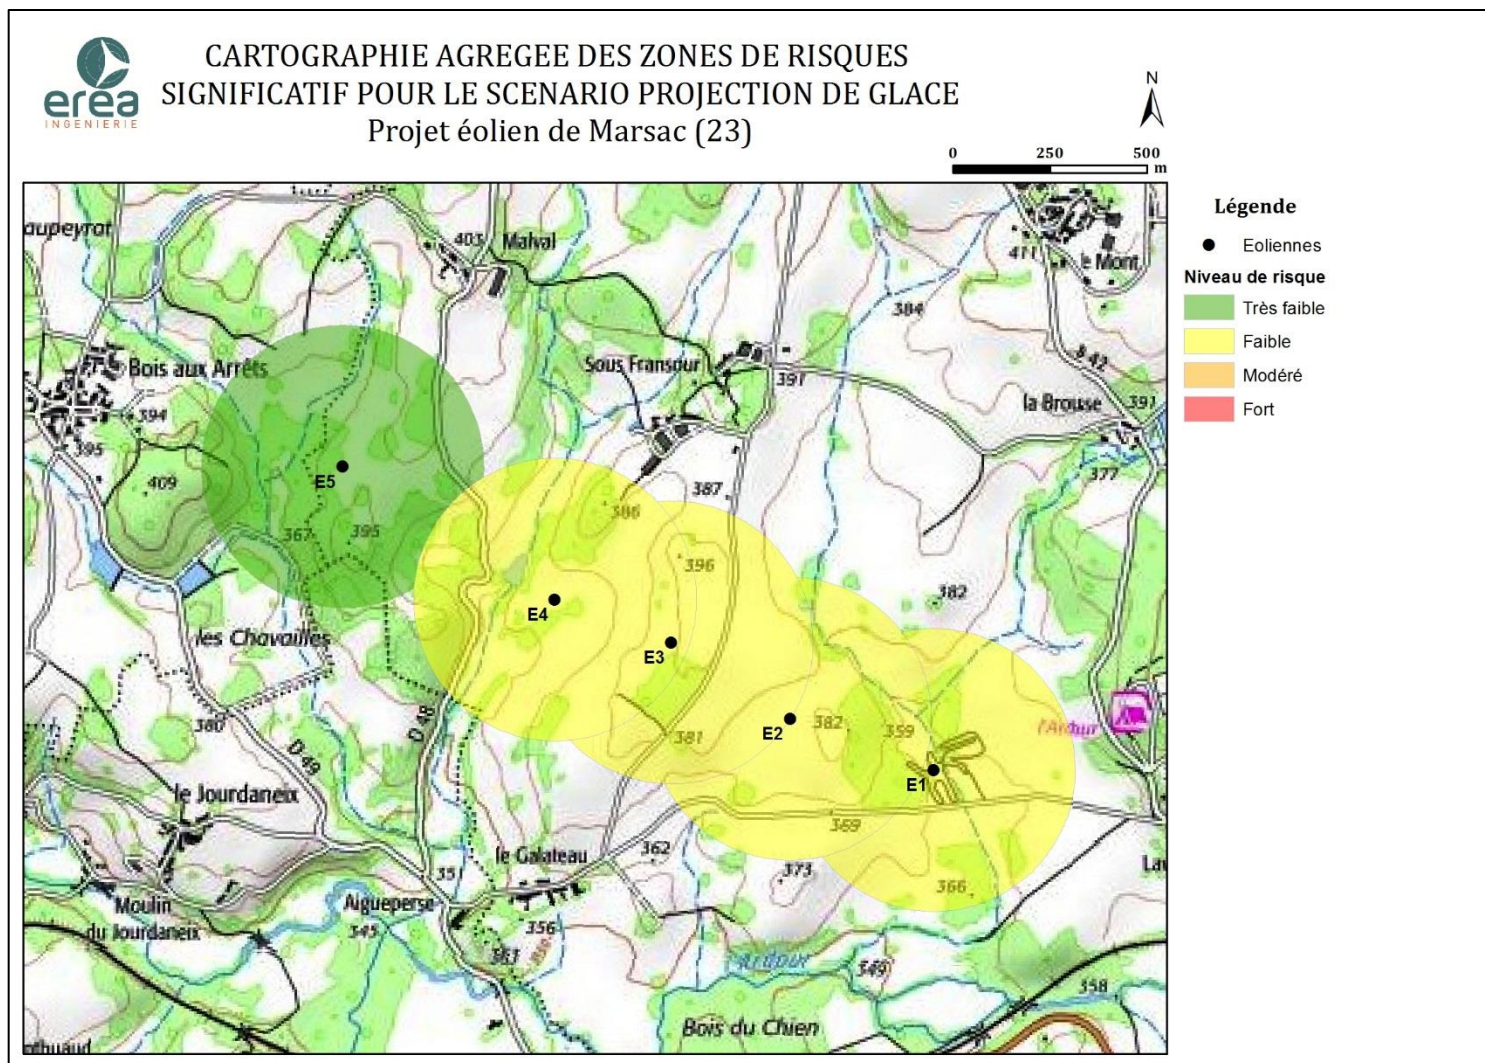 erea
INGENIERIE
CARTOGRAPHIE AGREGEE DES ZONES DE RISQUES
SIGNIFICATIF POUR LE SCENARIO PROJECTION DE GLACE
Projet éolien de Marsac (23)
N
0 250 500
m
Légende
Eoliennes
Niveau de risque
Très faible
Faible
Modéré
Fort
aupeyrot
403
Malval
411
le Mont
384
Bois aux Arrêts
394
395
409
Sous Fransour
391
la Brousse
391
377
E5
367
395
386
387
396
382
E4
E3
les Chavailles
380
D 48
D 49
381
E2
382
359
E1
l'Ardour
369
le Jourdaneix
le Galateau
362
373
366
351
Moulin
du Jourdaneix
Aigueperse
345
356
349
358
Bois du Chien